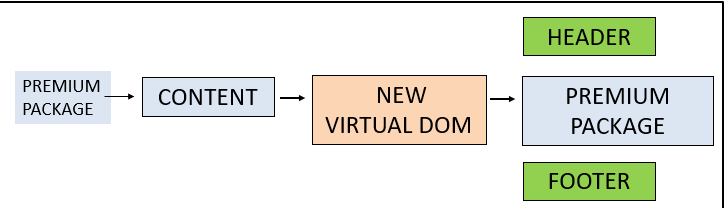 PREMIUM
PACKAGE
CONTENT
NEW
VIRTUAL DOM
HEADER
PREMIUM
PACKAGE
FOOTER